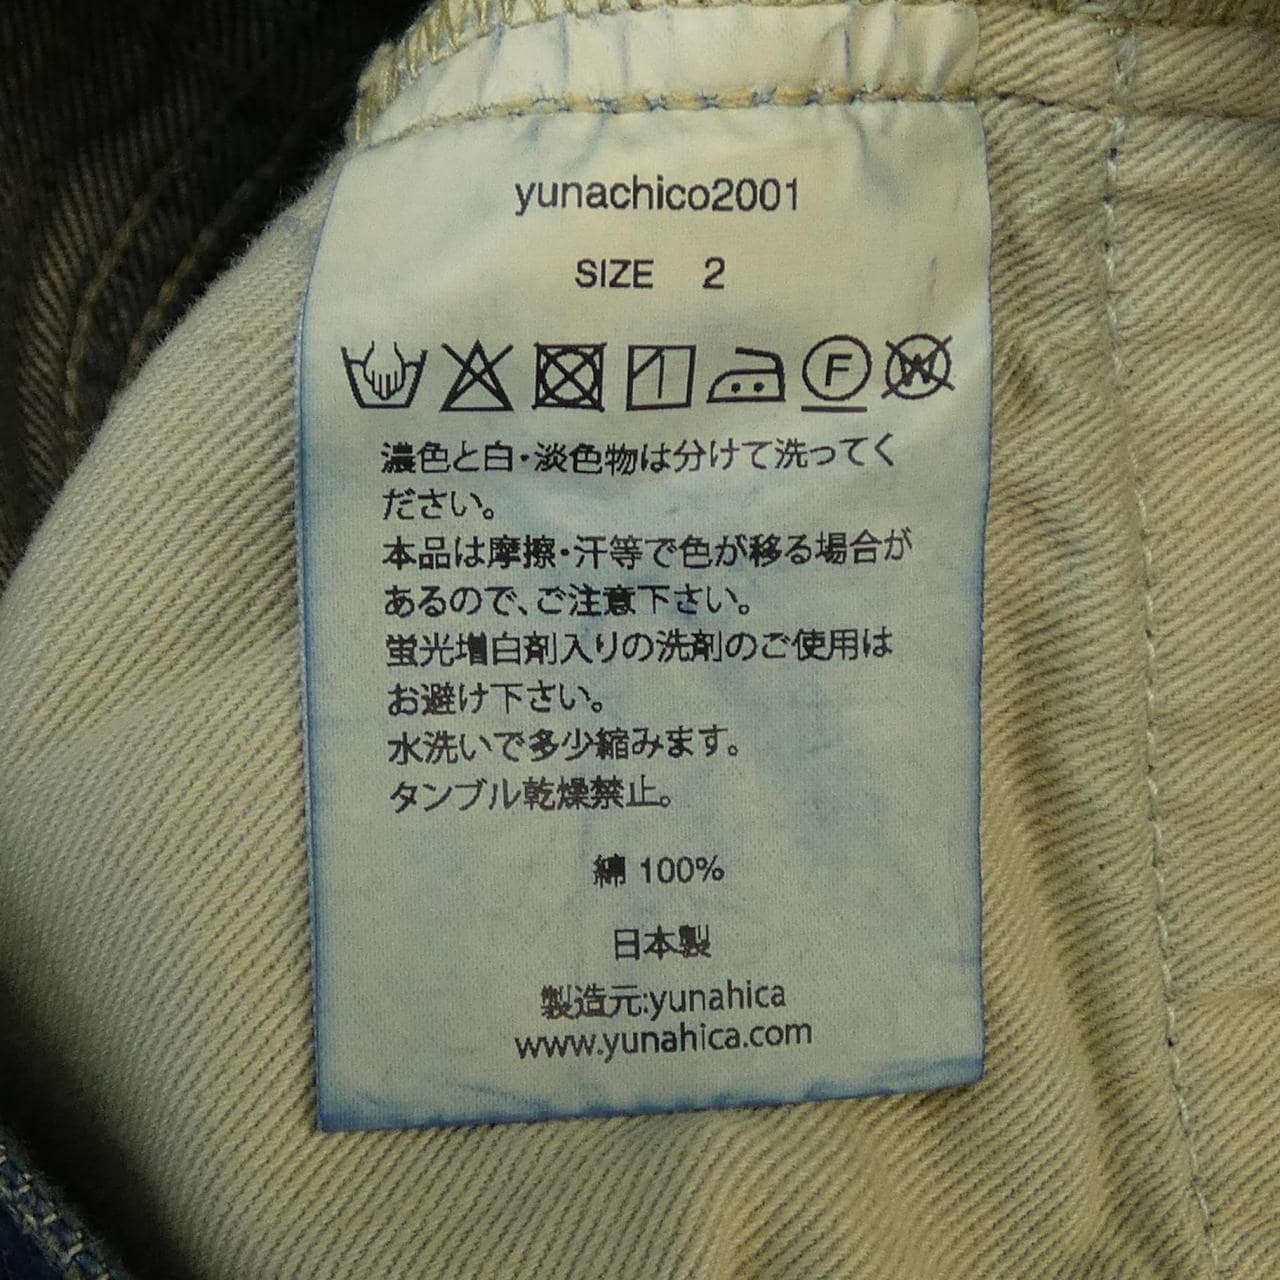 yunachico2001
SIZE 2
F W
濃色と白・淡色物は分けて洗ってく
ださい。
本品は摩擦・汗等で色が移る場合が
あるので、ご注意下さい。
蛍光増白剤入りの洗剤のご使用は
お避け下さい。
水洗いで多少縮みます。
タンブル乾燥禁止。
綿 100%
日本製
製造元:yunahica
www.yunahica.com